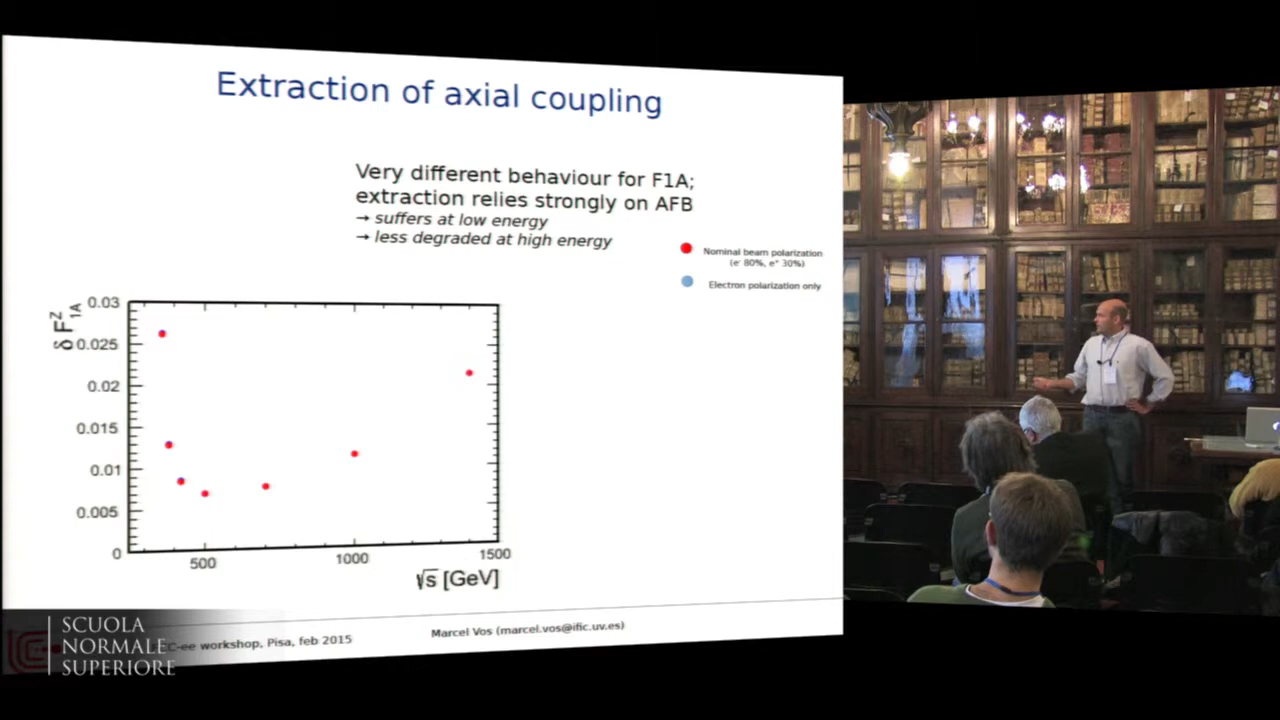 Extraction of axial coupling
Very different behaviour for F1A;
extraction relies strongly on AFB
→ suffers at low energy
→ less degraded at high energy
Nominal beam polarization
(e⁻ 80%, e⁺ 30%)
Electron polarization only
δ F₁ₐᶻ
0.03
0.025
0.02
0.015
0.01
0.005
0
500
1000
1500
√s [GeV]
C-ee workshop, Pisa, feb 2015
Marcel Vos (marcel.vos@ific.uv.es)
SCUOLA
NORMALE
SUPERIORE